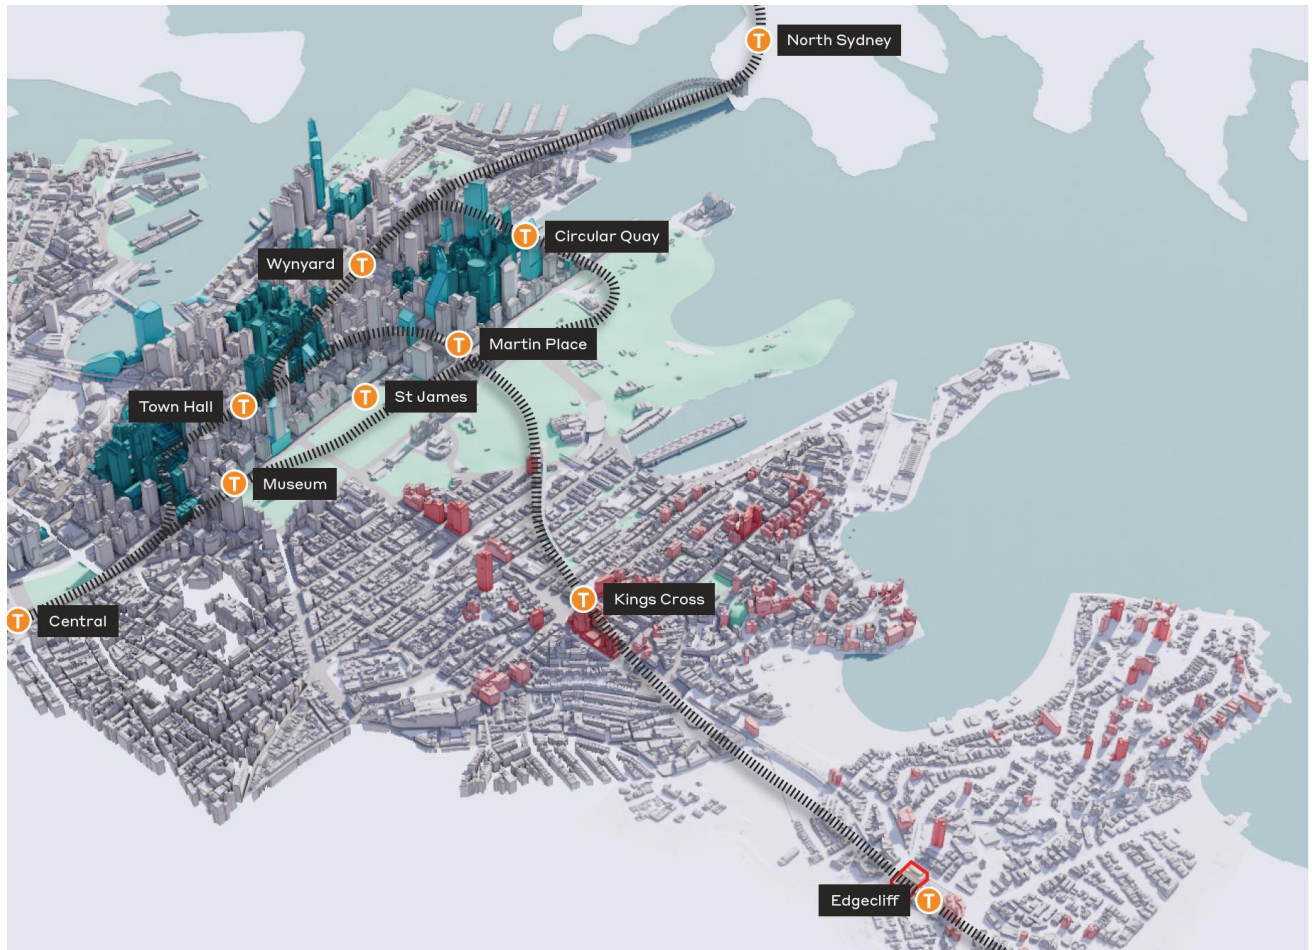 T
North Sydney
T
Circular Quay
Wynyard
T
T
Martin Place
T
St James
Town Hall
T
T
Museum
T
Kings Cross
T
Central
Edgecliff
T